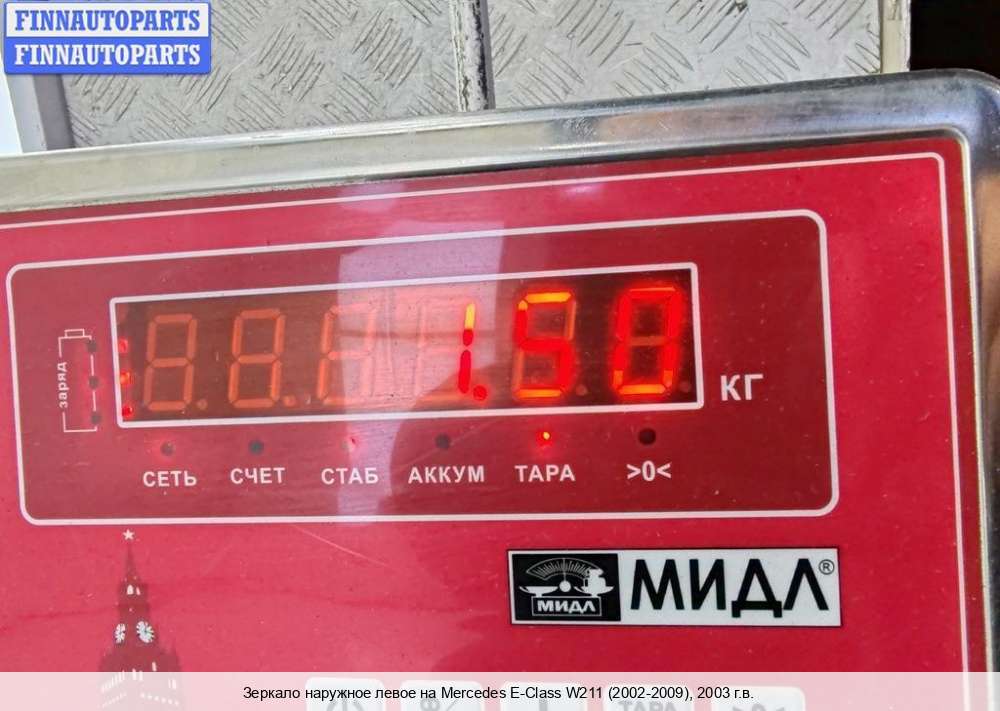 FINNAUTOPARTS
FINNAUTOPARTS
заряд
1.50
КГ
СЕТЬ СЧЕТ СТАБ АККУМ ТАРА >0<
МИДЛ
МИДЛ®
ТАРА
Зеркало наружное левое на Mercedes E-Class W211 (2002-2009), 2003 г.в.